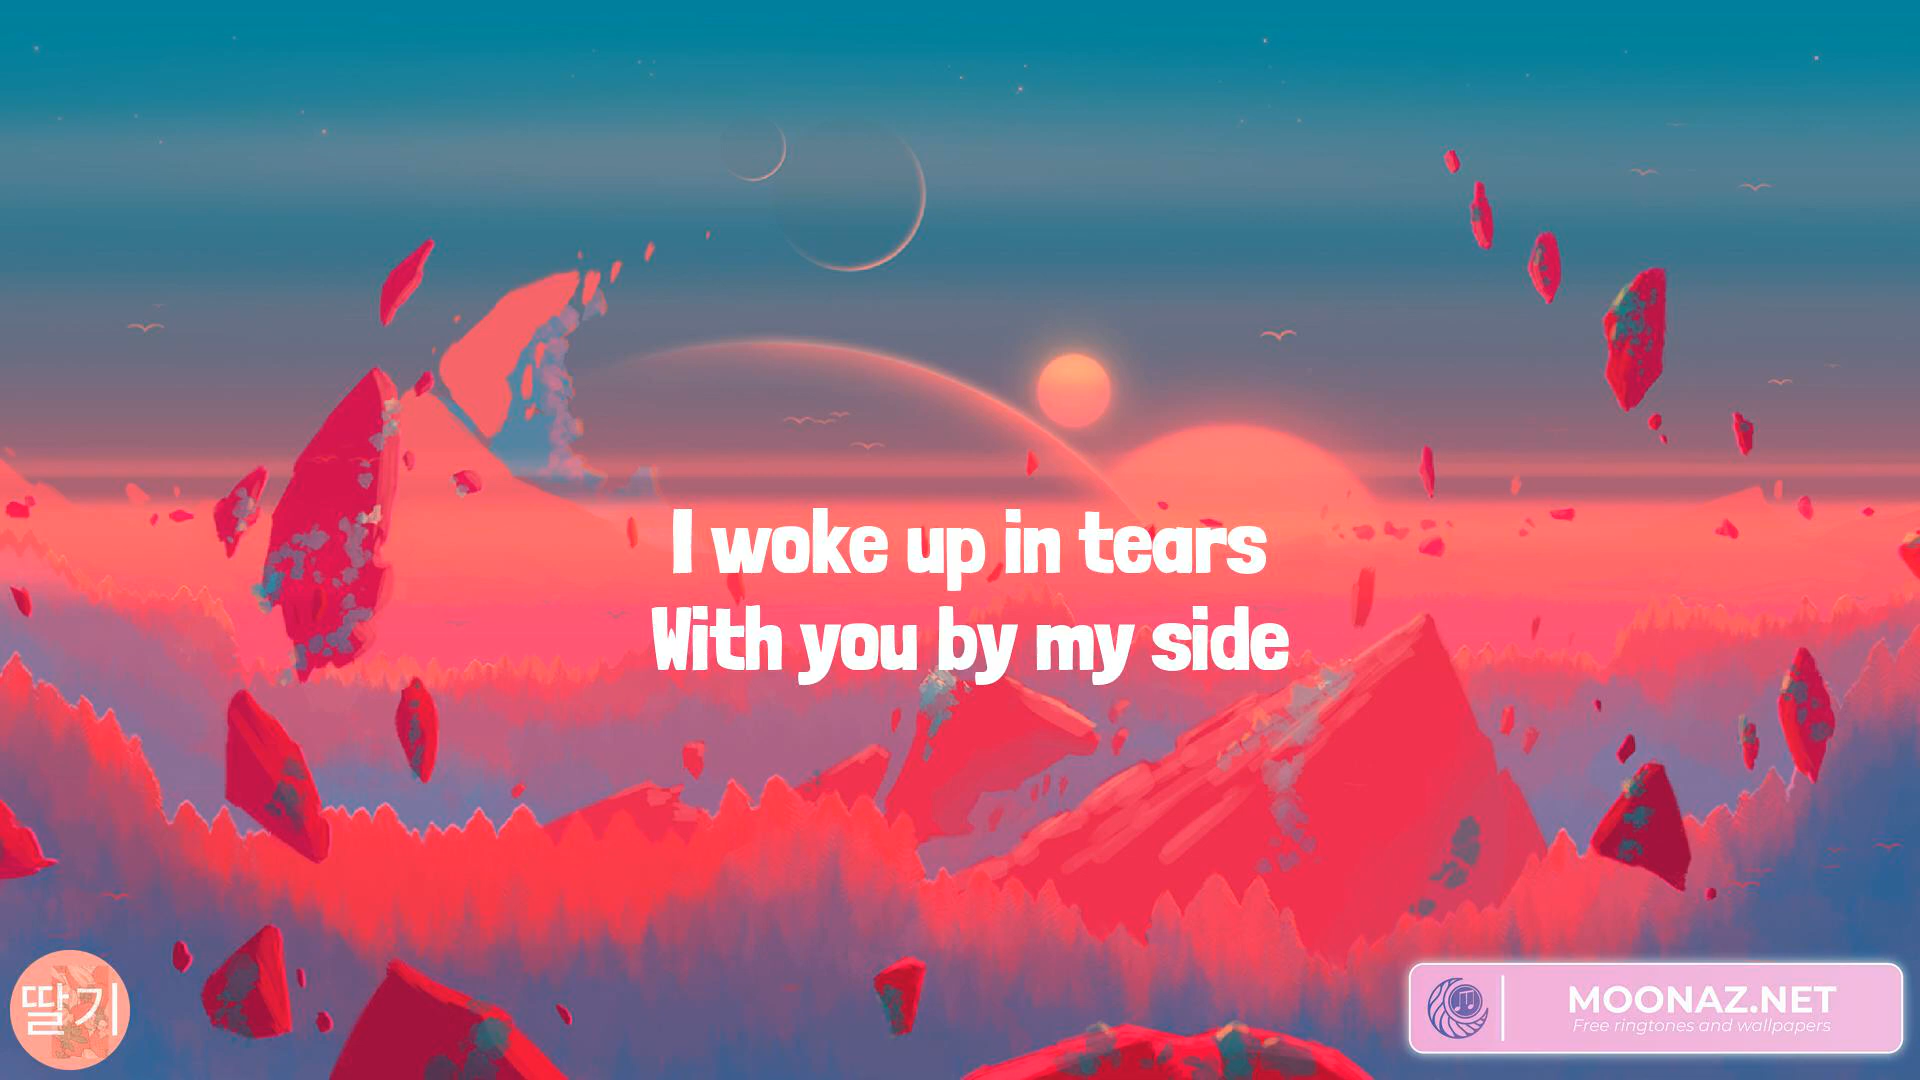 I woke up in tears
With you by my side
딸기
MOONAZ.NET
Free ringtones and wallpapers